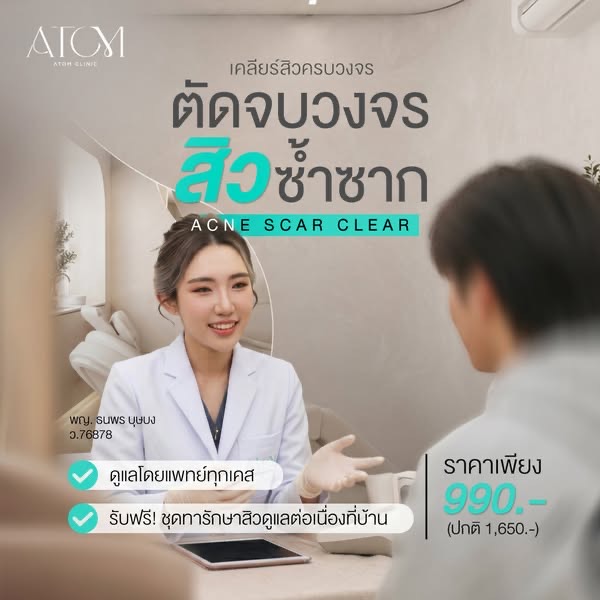 ATOM
ATOM CLINIC
เคลียร์สิวครบวงจร
ตัดจบวงจร
สิวซ้ำซาก
ACNE SCAR CLEAR
พญ. ธนพร บุษบง
ว.76878
ดูแลโดยแพทย์ทุกเคส
รับฟรี! ชุดทารักษาสิวดูแลต่อเนื่องที่บ้าน
ราคาเพียง
990.-
(ปกติ 1,650.-)